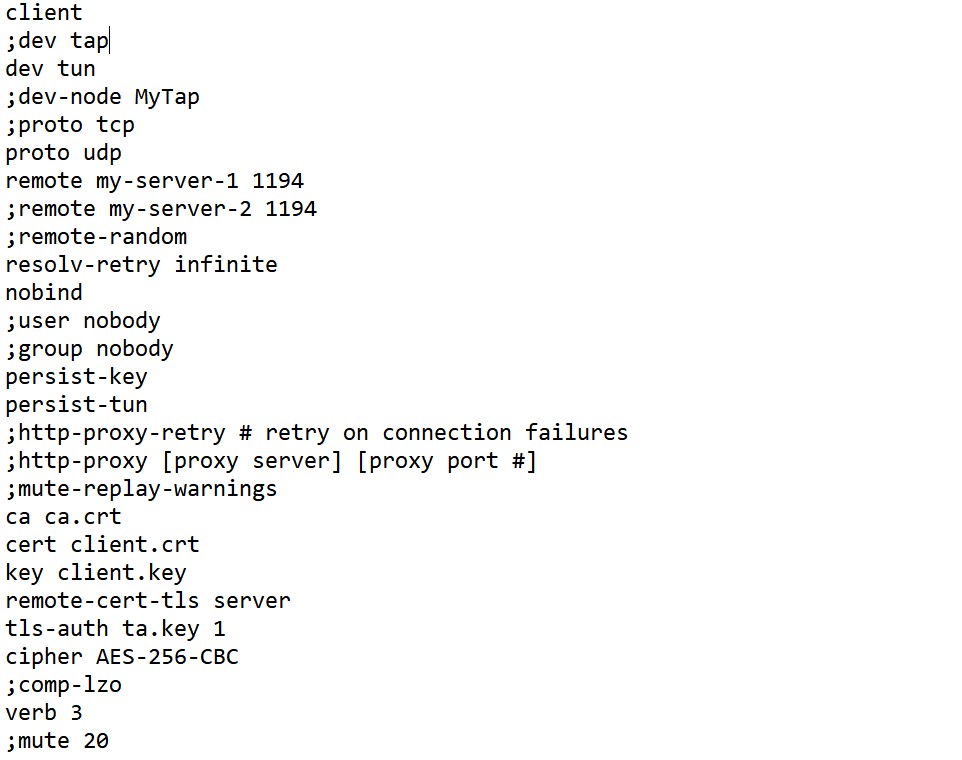 client
;dev tap
dev tun
;dev-node MyTap
;proto tcp
proto udp
remote my-server-1 1194
;remote my-server-2 1194
;remote-random
resolv-retry infinite
nobind
;user nobody
;group nobody
persist-key
persist-tun
;http-proxy-retry # retry on connection failures
;http-proxy [proxy server] [proxy port #]
;mute-replay-warnings
ca ca.crt
cert client.crt
key client.key
remote-cert-tls server
tls-auth ta.key 1
cipher AES-256-CBC
;comp-lzo
verb 3
;mute 20